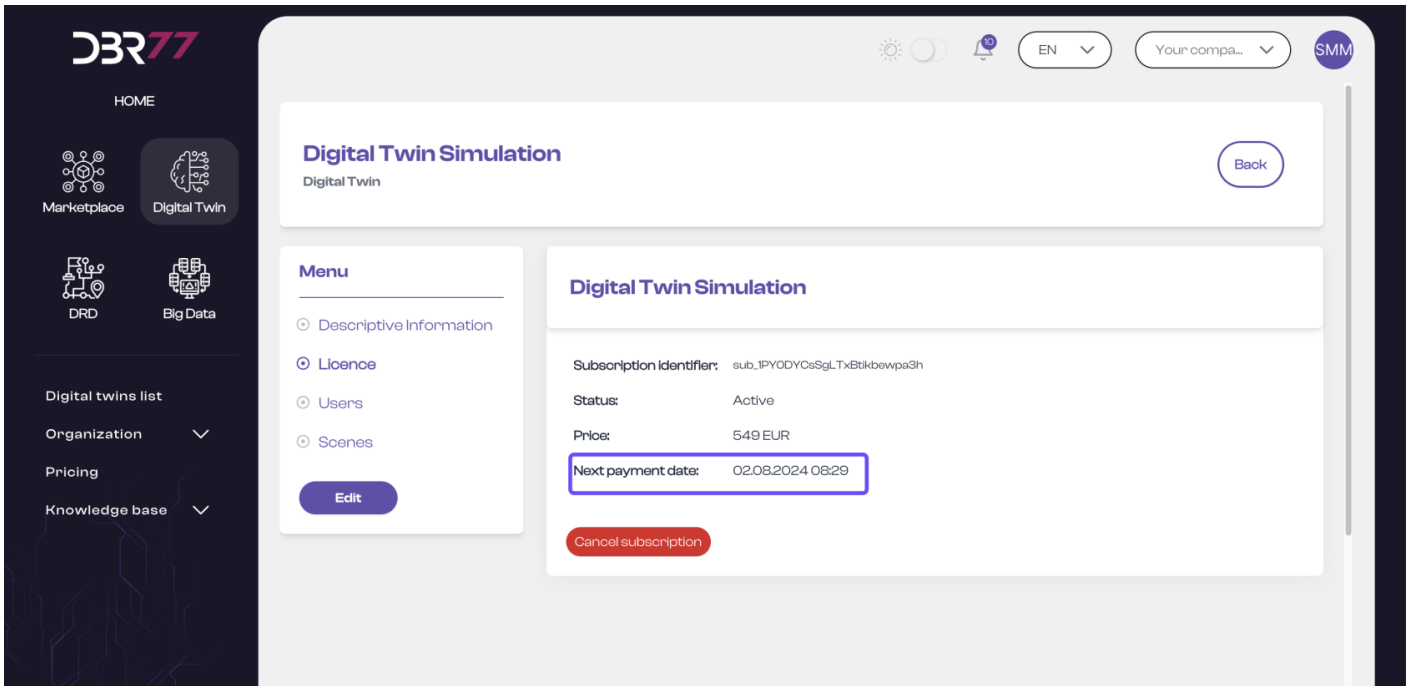 DBR77
HOME
Marketplace
Digital Twin
DRD
Big Data
Digital twins list
Organization
Pricing
Knowledge base
10
EN
Your compa...
SMM
Digital Twin Simulation
Digital Twin
Back
Menu
Descriptive Information
Licence
Users
Scenes
Edit
Digital Twin Simulation
Subscription identifier: sub_1PY0DYCsSgLTxBtikbewpa3h
Status: Active
Price: 549 EUR
Next payment date: 02.08.2024 08:29
Cancel subscription